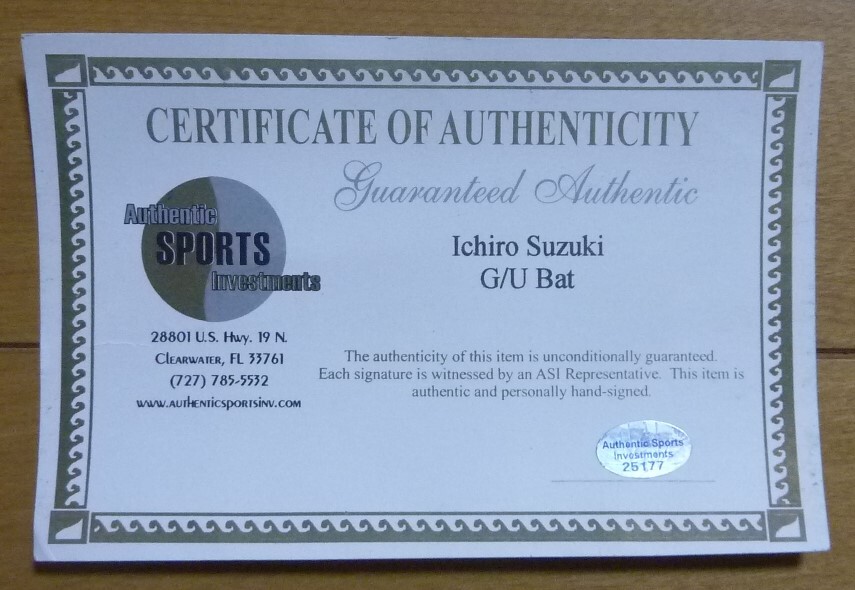 CERTIFICATE OF AUTHENTICITY
Guaranteed Authentic
Authentic
SPORTS
Investments
Ichiro Suzuki
G/U Bat
28801 U.S. Hwy. 19 N.
Clearwater, FL 33761
(727) 785-5532
www.authenticsportsinv.com
The authenticity of this item is unconditionally guaranteed.
Each signature is witnessed by an ASI Representative. This item is
authentic and personally hand-signed.
Authentic Sports
Investments
25177